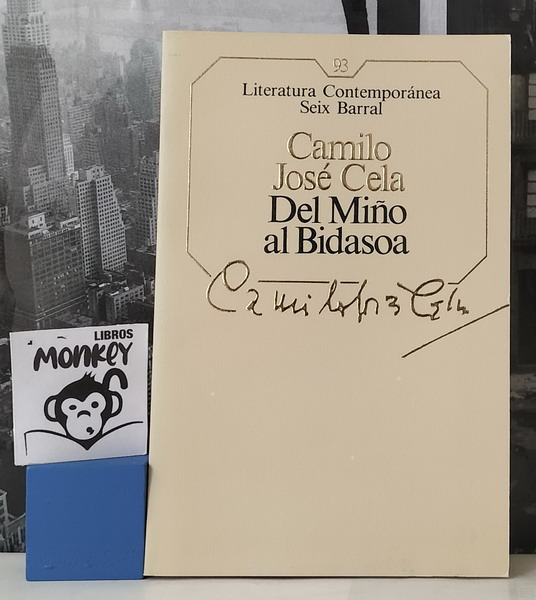 93
Literatura Contemporánea
Seix Barral
Camilo
José Cela
Del Miño
al Bidasoa
Camilo José Cela
LIBROS
MONKEY